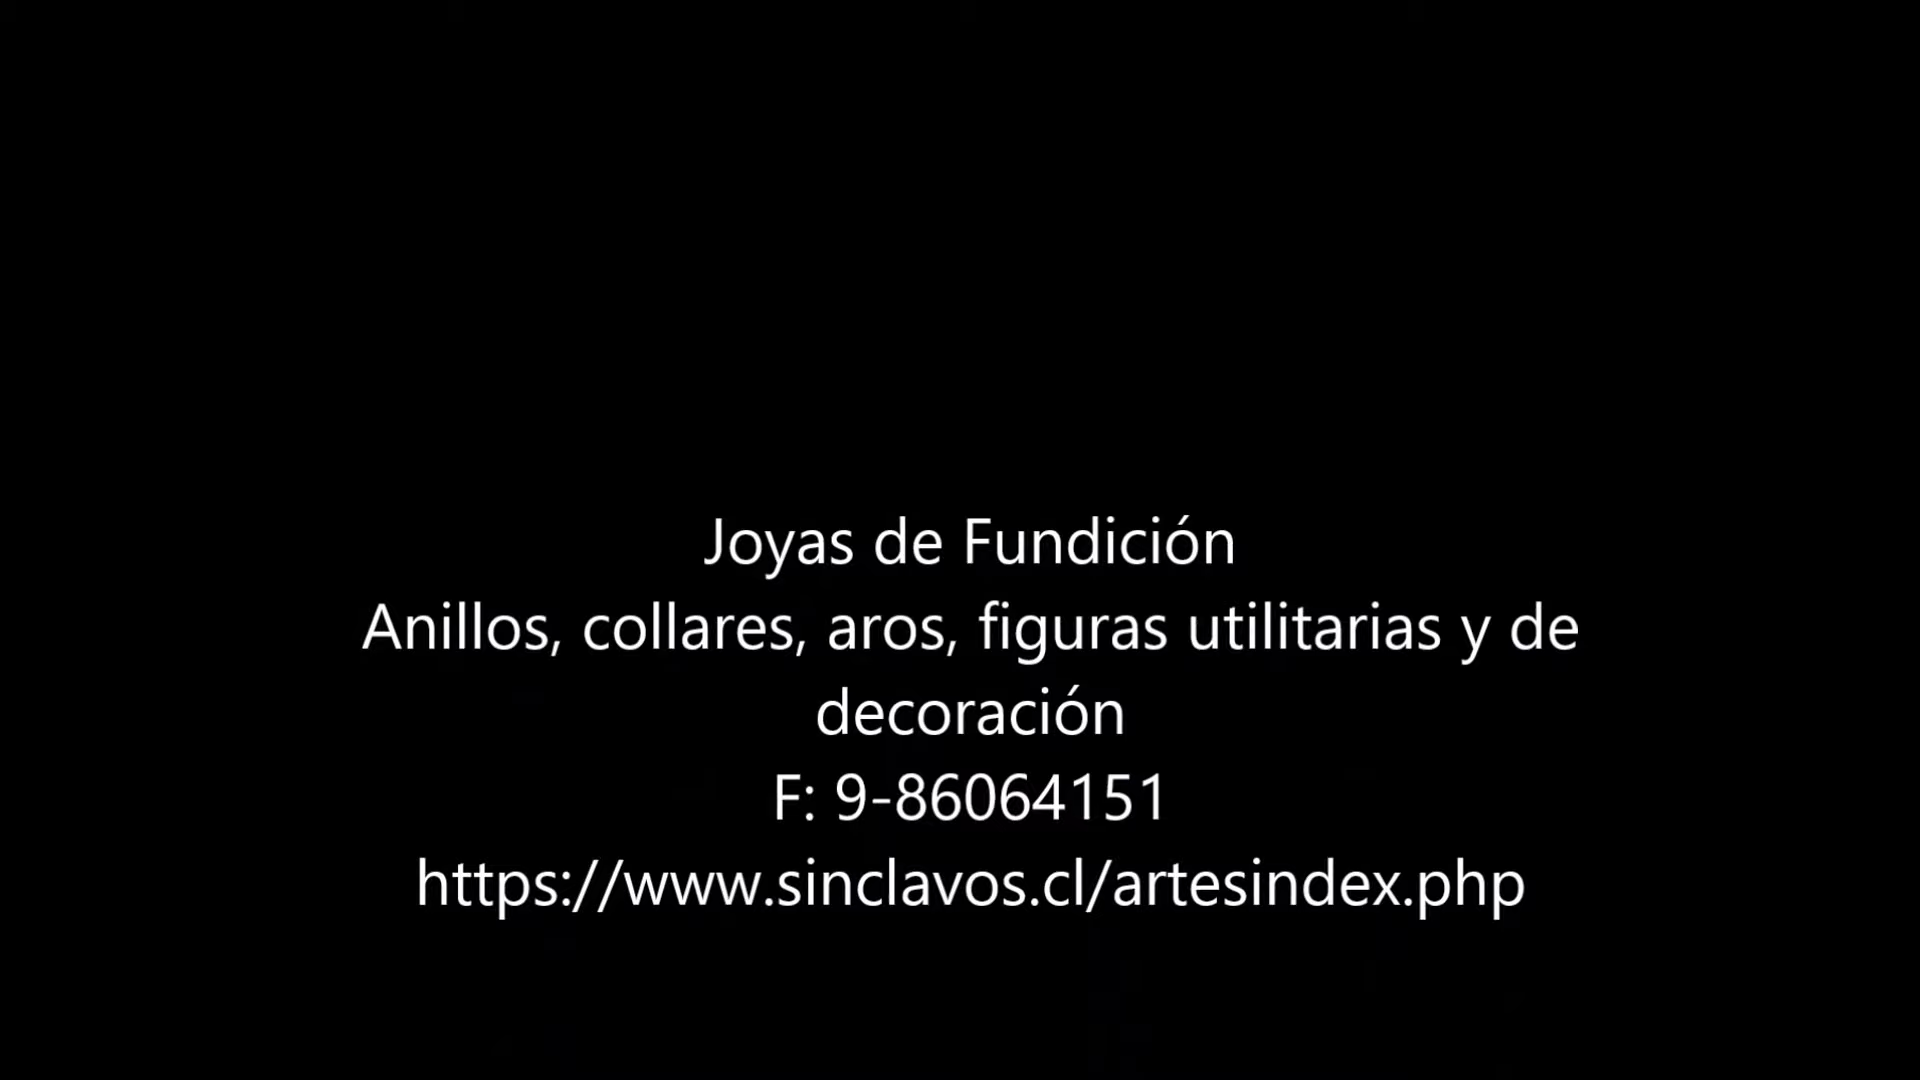 Joyas de Fundición
Anillos, collares, aros, figuras utilitarias y de
decoración
F: 9-86064151
https://www.sinclavos.cl/artesindex.php